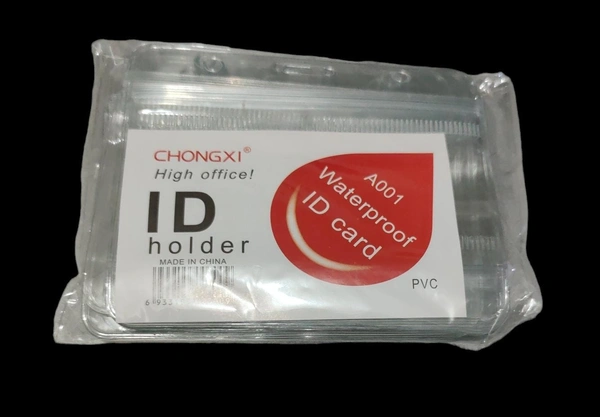 CHONGXI®
High office!
ID
holder
MADE IN CHINA
A001
Waterproof
ID card
PVC